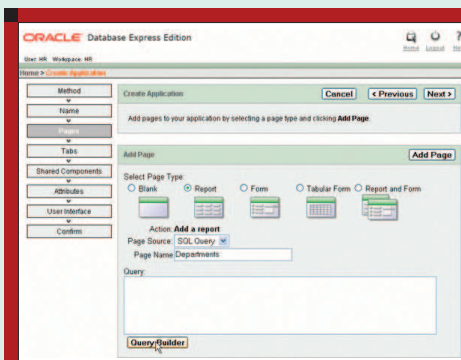 ORACLE Database Express Edition
Home Logout
User: HR Workspace: HR
Home > Create Application
Method
Name
Pages
Tabs
Shared Components
Attributes
User Interface
Confirm
Create Application
Cancel < Previous Next >
Add pages to your application by selecting a page type and clicking Add Page.
Add Page
Add Page
Select Page Type:
Blank Report Form Tabular Form Report and Form
Action: Add a report
Page Source: SQL Query
Page Name Departments
Query:
Query Builder